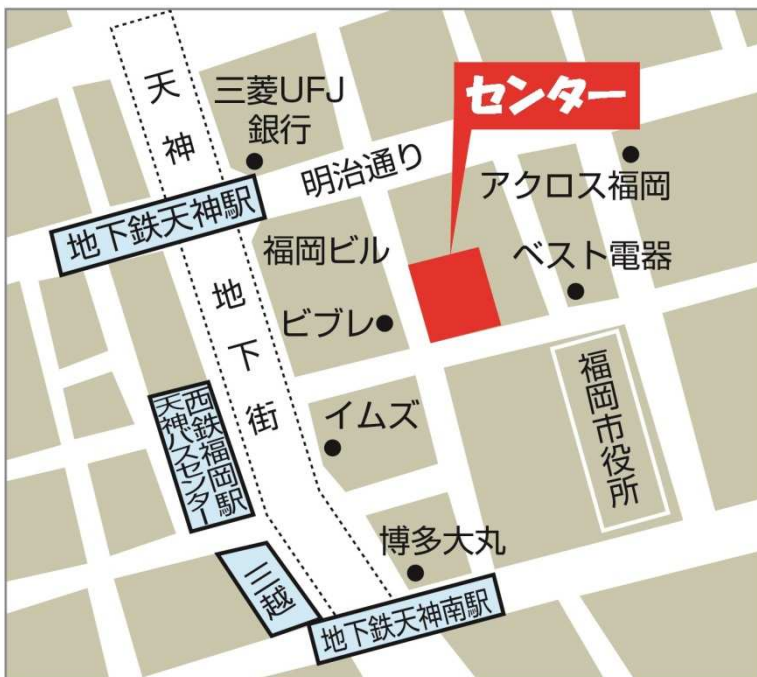 天神
三菱UFJ
銀行
センター
明治通り
アクロス福岡
地下鉄天神駅
福岡ビル
ベスト電器
地下街
ビブレ
イムズ
福岡市役所
西鉄福岡駅
天神バスセンター
博多大丸
三越
地下鉄天神南駅